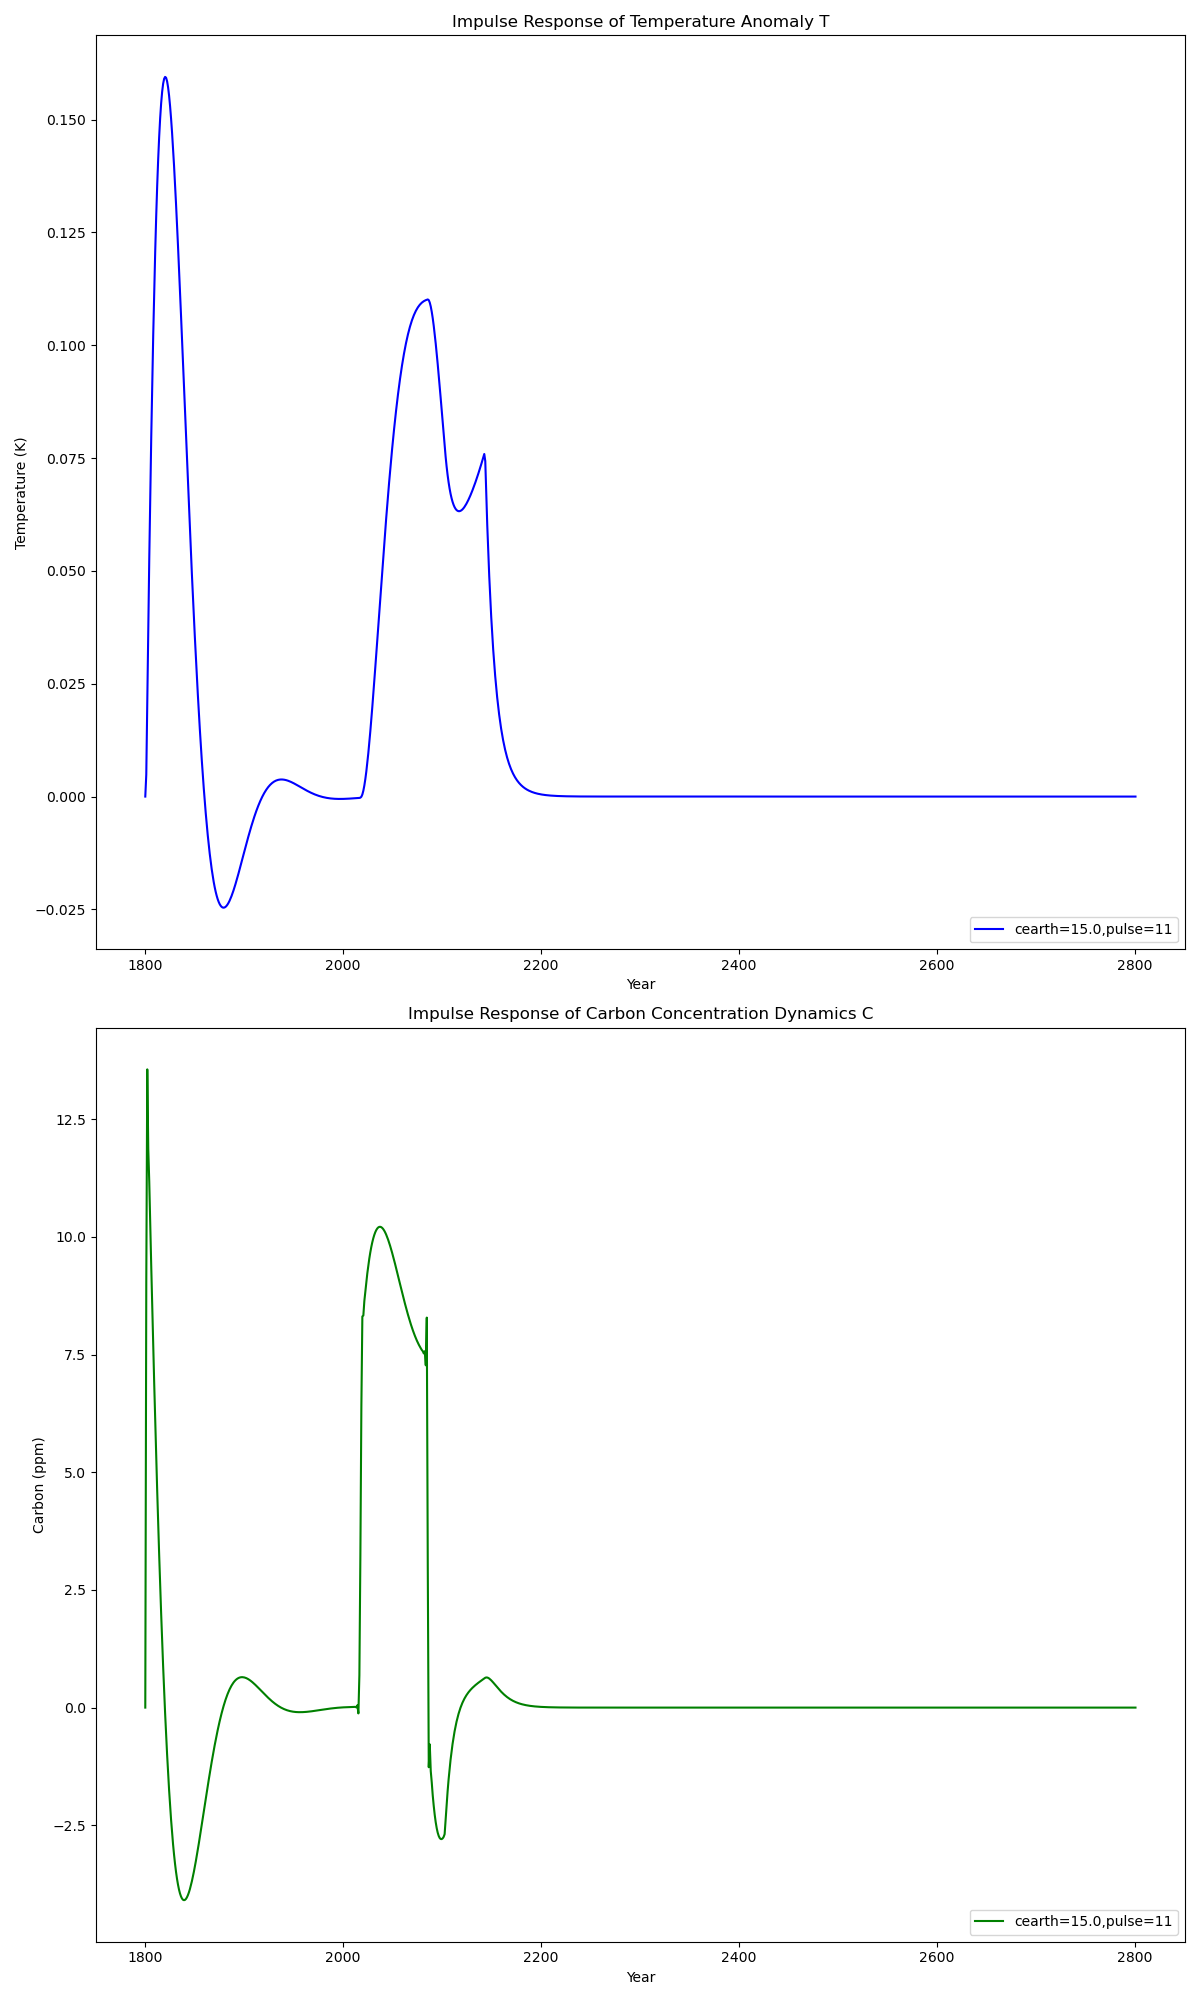 Impulse Response of Temperature Anomaly T
0.150
0.125
0.100
0.075
0.050
0.025
0.000
−0.025
Temperature (K)
cearth=15.0,pulse=11
1800 2000 2200 2400 2600 2800
Year
Impulse Response of Carbon Concentration Dynamics C
12.5
10.0
7.5
5.0
2.5
0.0
−2.5
Carbon (ppm)
cearth=15.0,pulse=11
1800 2000 2200 2400 2600 2800
Year